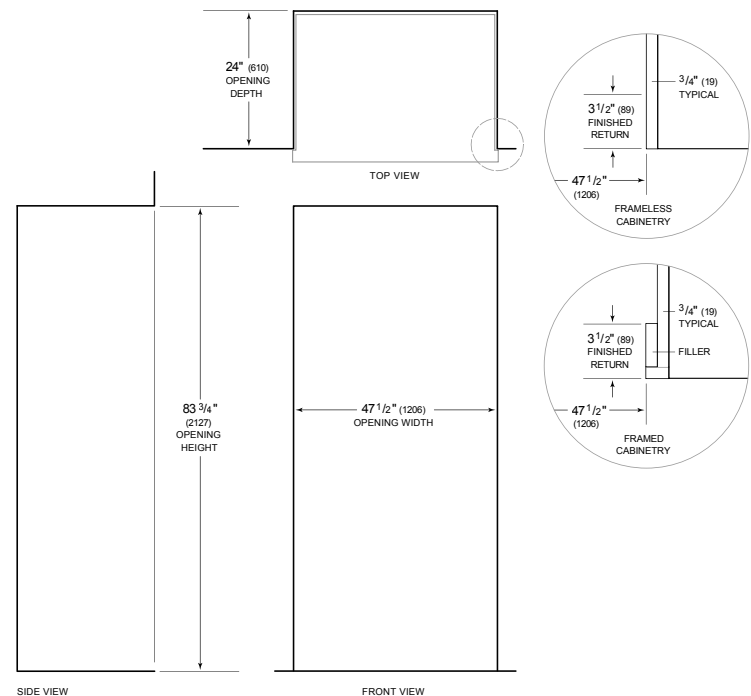 24" (610)
OPENING
DEPTH
TOP VIEW
3/4" (19)
TYPICAL
3 1/2" (89)
FINISHED
RETURN
47 1/2"
(1206)
FRAMELESS
CABINETRY
3/4" (19)
TYPICAL
3 1/2" (89)
FINISHED
RETURN
FILLER
47 1/2"
(1206)
FRAMED
CABINETRY
83 3/4"
(2127)
OPENING
HEIGHT
47 1/2" (1206)
OPENING WIDTH
SIDE VIEW
FRONT VIEW